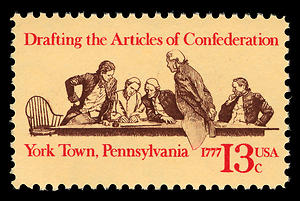 Drafting the Articles of Confederation
York Town, Pennsylvania 1777 13c USA